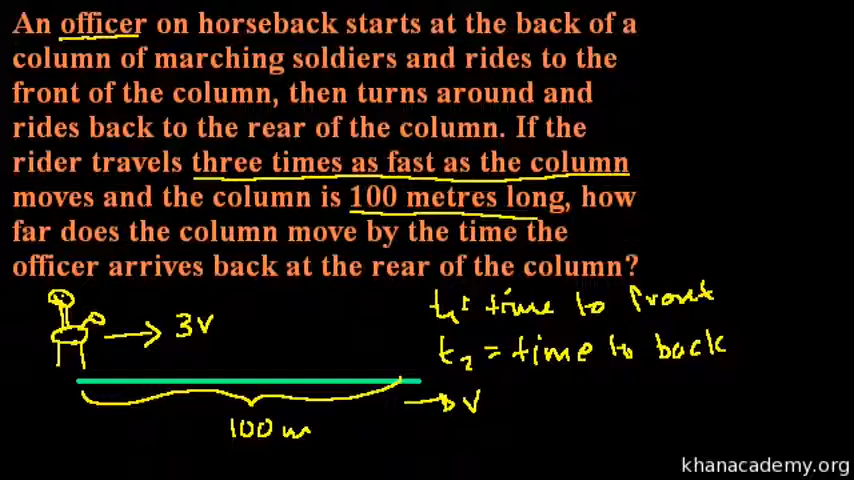 An officer on horseback starts at the back of a
column of marching soldiers and rides to the
front of the column, then turns around and
rides back to the rear of the column. If the
rider travels three times as fast as the column
moves and the column is 100 metres long, how
far does the column move by the time the
officer arrives back at the rear of the column?
t₁: time to front
3V
t₂ = time to back
V
100 m
khanacademy.org